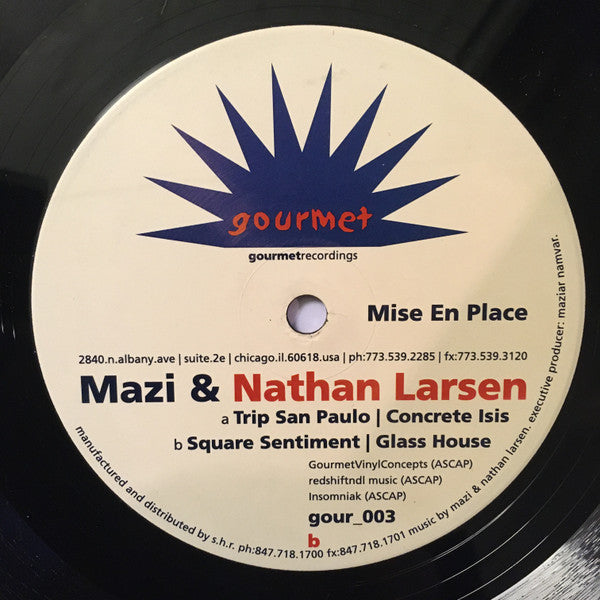 gourmet
gourmetrecordings
Mise En Place
2840.n.albany.ave | suite.2e | chicago.il.60618.usa | ph:773.539.2285 | fx:773.539.3120
Mazi & Nathan Larsen
a Trip San Paulo | Concrete Isis
b Square Sentiment | Glass House
GourmetVinylConcepts (ASCAP)
redshiftndl music (ASCAP)
Insomniak (ASCAP)
gour_003
b
manufactured and distributed by s.h.r. ph:847.718.1700 fx:847.718.1701 music by mazi & nathan larsen. executive producer: maziar namvar.